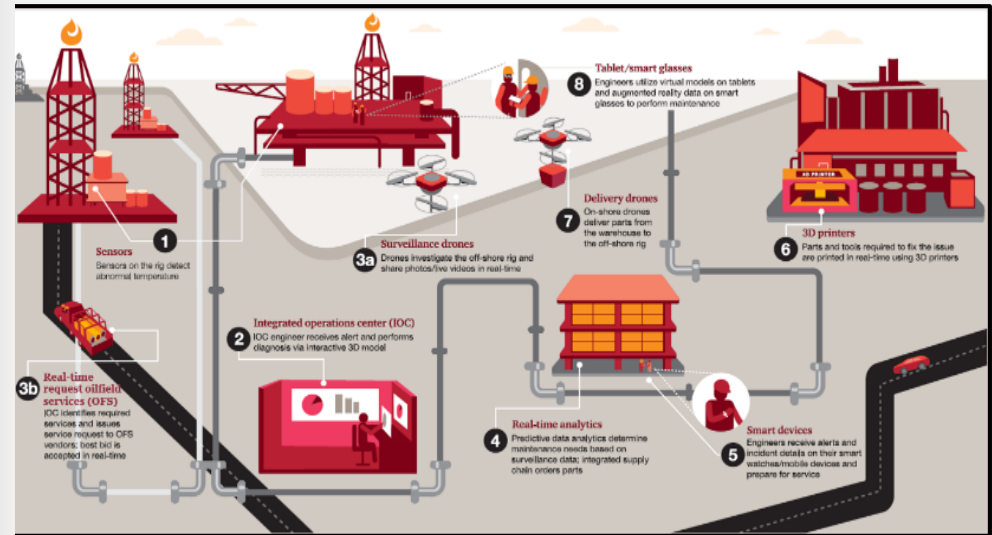 1
Sensors
Sensors on the rig detect
abnormal temperature
2
Integrated operations center (IOC)
IOC engineer receives alert and performs
diagnosis via interactive 3D model
3a
Surveillance drones
Drones investigate the off-shore rig and
share photos/live videos in real-time
3b
Real-time
request oilfield
services (OFS)
IOC identifies required
services and issues
service request to OFS
vendors; best bid is
accepted in real-time
4
Real-time analytics
Predictive data analytics determine
maintenance needs based on
surveillance data; integrated supply
chain orders parts
5
Smart devices
Engineers receive alerts and
incident details on their smart
watches/mobile devices and
prepare for service
3D PRINTER
6
3D printers
Parts and tools required to fix the issue
are printed in real-time using 3D printers
7
Delivery drones
On-shore drones
deliver parts from
the warehouse to
the off-shore rig
8
Tablet/smart glasses
Engineers utilize virtual models on tablets
and augmented reality data on smart
glasses to perform maintenance